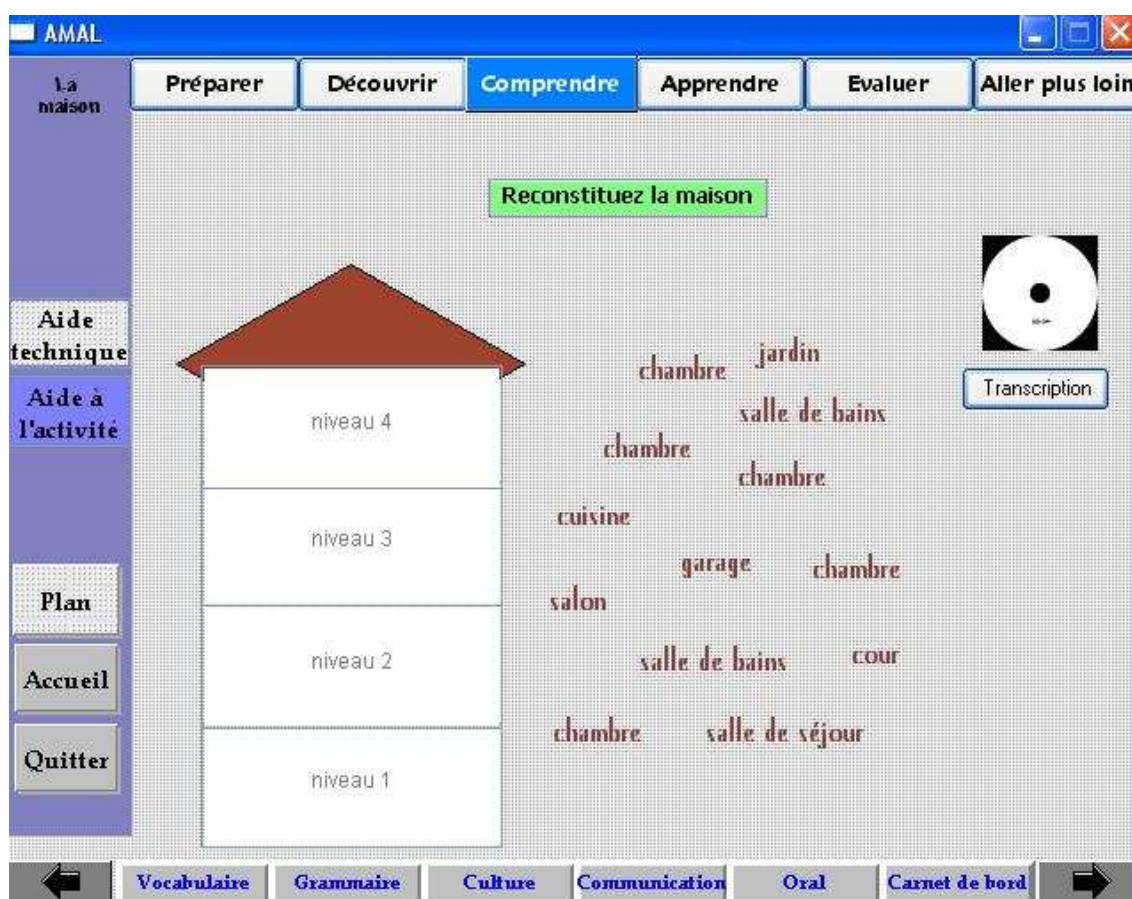 AMAL
La
maison
Préparer
Découvrir
Comprendre
Apprendre
Evaluer
Aller plus loin
Reconstituez la maison
Aide
technique
Aide à
l'activité
Plan
Accueil
Quitter
niveau 4
niveau 3
niveau 2
niveau 1
chambre
jardin
salle de bains
chambre
chambre
cuisine
garage
chambre
salon
salle de bains
cour
chambre
salle de séjour
Transcription
Vocabulaire
Grammaire
Culture
Communication
Oral
Carnet de bord